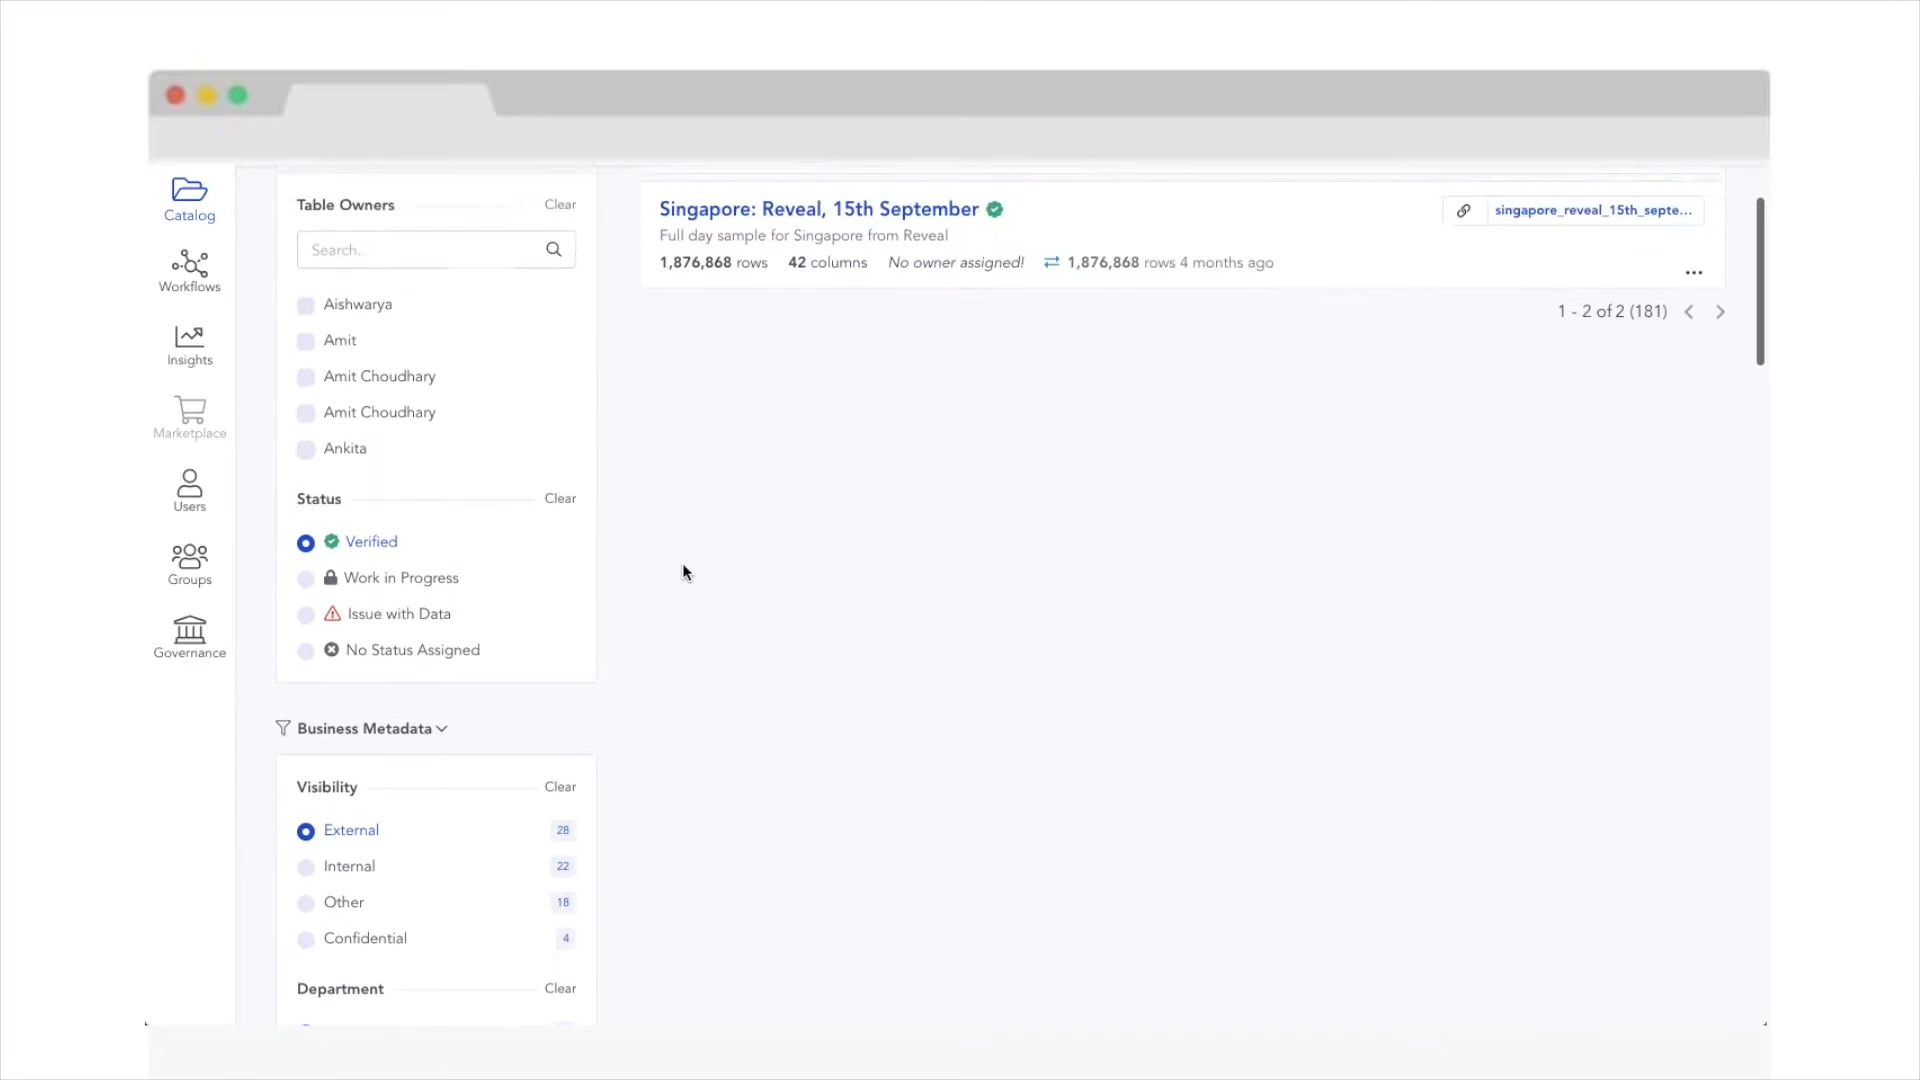 Catalog
Workflows
Insights
Marketplace
Users
Groups
Governance
Table Owners Clear
Search...
Aishwarya
Amit
Amit Choudhary
Amit Choudhary
Ankita
Status Clear
Verified
Work in Progress
Issue with Data
No Status Assigned
Business Metadata
Visibility Clear
External 28
Internal 22
Other 18
Confidential 4
Department Clear
Singapore: Reveal, 15th September
singapore_reveal_15th_septe...
Full day sample for Singapore from Reveal
1,876,868 rows 42 columns No owner assigned! 1,876,868 rows 4 months ago
1 - 2 of 2 (181)